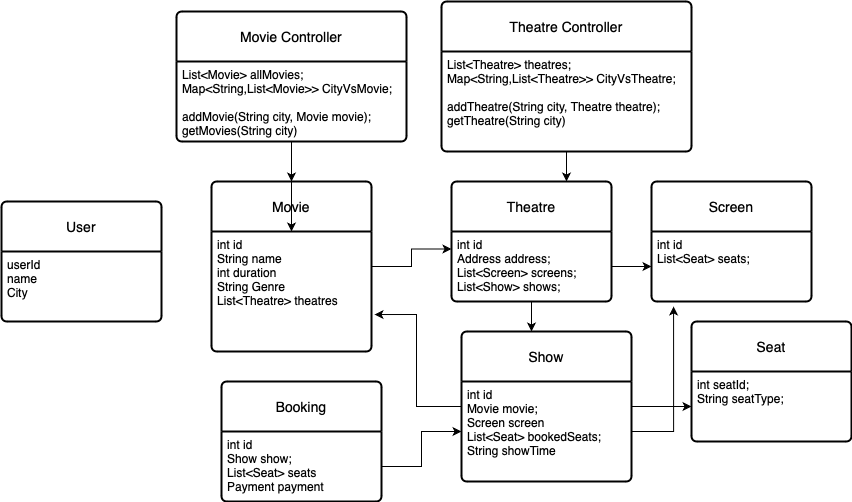 Movie Controller
List<Movie> allMovies;
Map<String,List<Movie>> CityVsMovie;
addMovie(String city, Movie movie);
getMovies(String city)
Theatre Controller
List<Theatre> theatres;
Map<String,List<Theatre>> CityVsTheatre;
addTheatre(String city, Theatre theatre);
getTheatre(String city)
User
userId
name
City
Movie
int id
String name
int duration
String Genre
List<Theatre> theatres
Theatre
int id
Address address;
List<Screen> screens;
List<Show> shows;
Screen
int id
List<Seat> seats;
Booking
int id
Show show;
List<Seat> seats
Payment payment
Show
int id
Movie movie;
Screen screen
List<Seat> bookedSeats;
String showTime
Seat
int seatId;
String seatType;